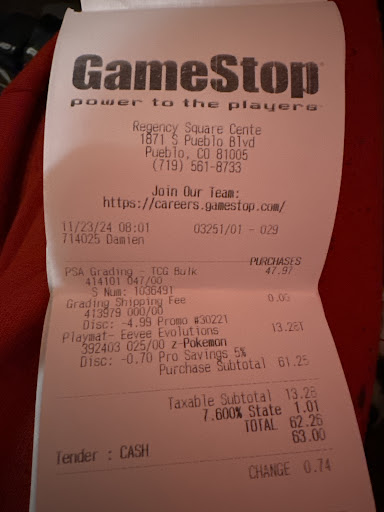 GameStop
power to the players
Regency Square Cente
1871 S Pueblo Blvd
Pueblo, CO 81005
(719) 561-8733
Join Our Team:
https://careers.gamestop.com/
11/23/24 08:01 03251/01 - 029
714025 Damien
PURCHASES
PSA Grading - TCG Bulk 47.97
414101 047/00
S Num: 1036491
Grading Shipping Fee 0.00
413979 000/00
Disc: -4.99 Promo #30221
Playmat- Eevee Evolutions 13.28T
392403 025/00 z-Pokemon
Disc: -0.70 Pro Savings 5%
Purchase Subtotal 61.25
Taxable Subtotal 13.28
7.600% State 1.01
TOTAL 62.26
Tender : CASH 63.00
CHANGE 0.74